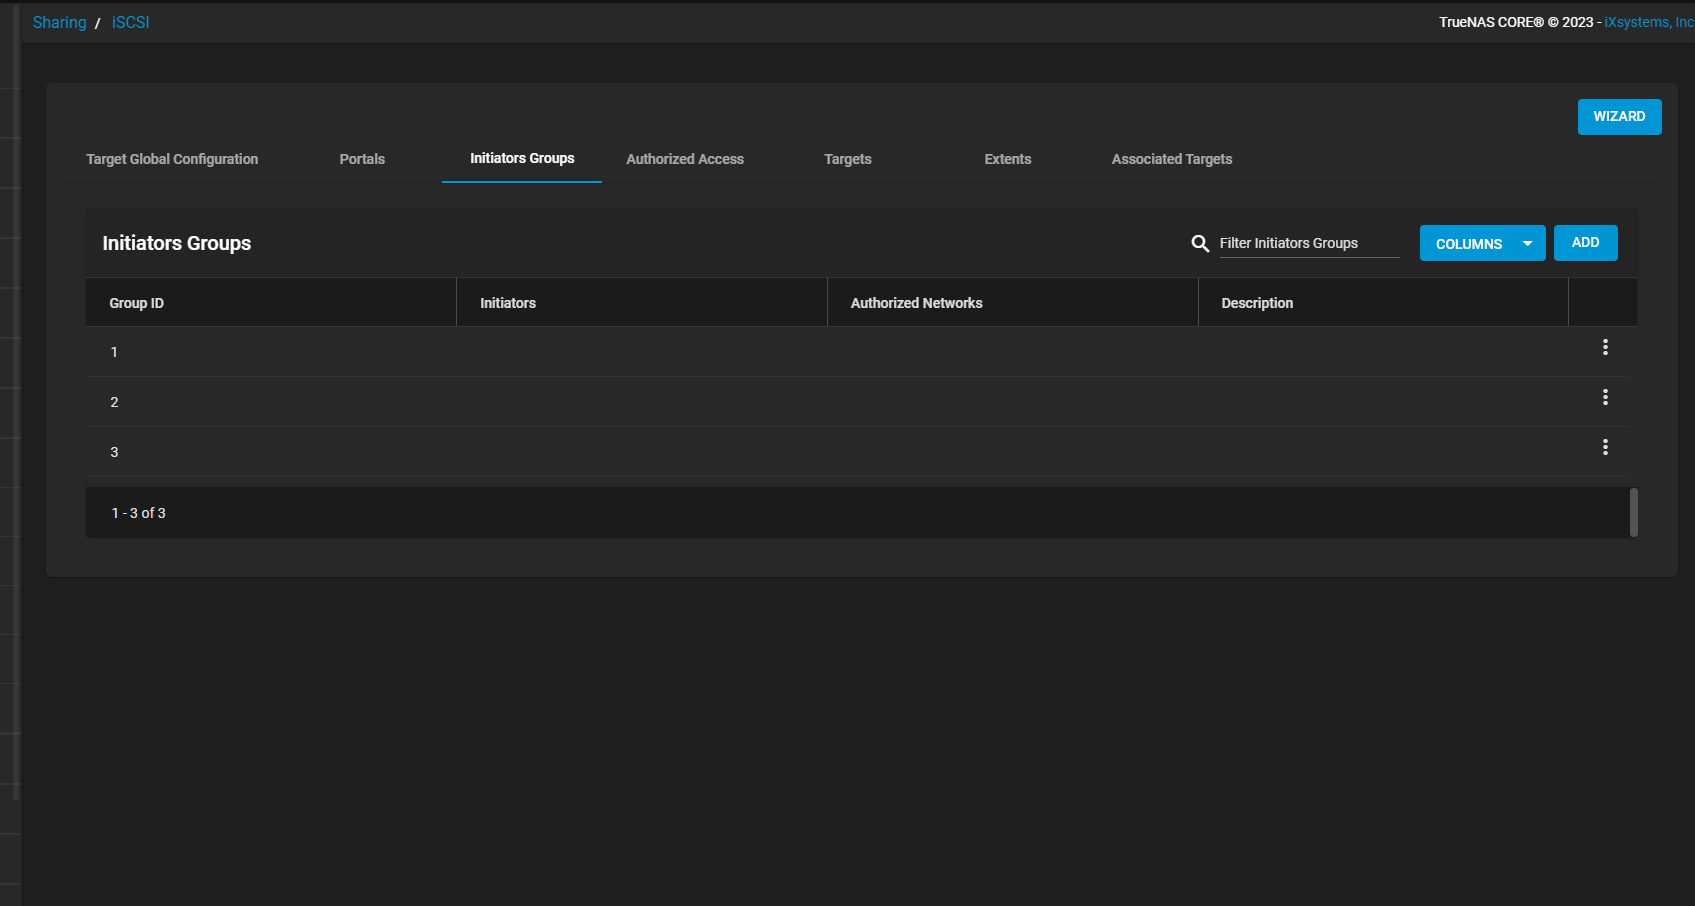 Sharing / iSCSI
TrueNAS CORE® © 2023 - iXsystems, Inc
WIZARD
Target Global Configuration
Portals
Initiators Groups
Authorized Access
Targets
Extents
Associated Targets
Initiators Groups
Filter Initiators Groups
COLUMNS
ADD
Group ID
Initiators
Authorized Networks
Description
1
2
3
1 - 3 of 3